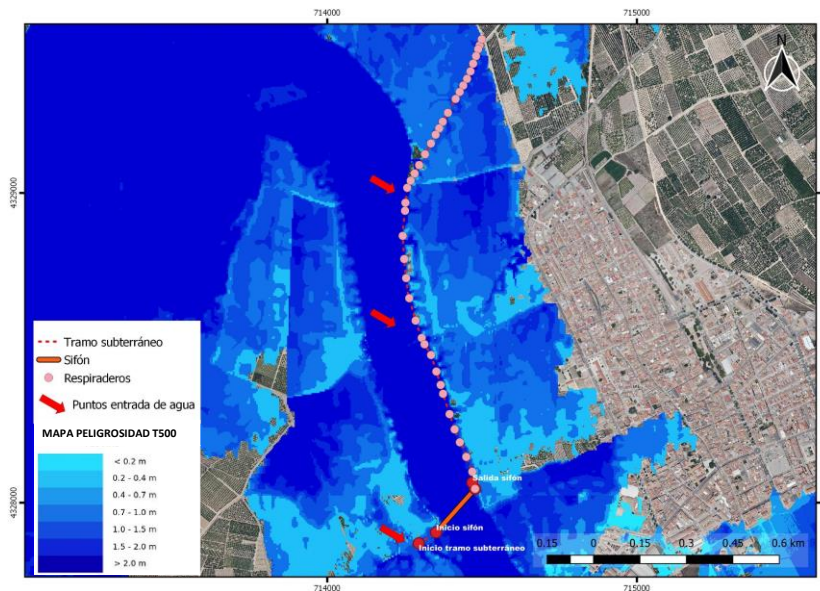 714000
715000
N
4329000
4329000
Tramo subterráneo
Sifón
Respiraderos
Puntos entrada de agua
MAPA PELIGROSIDAD T500
< 0.2 m
0.2 - 0.4 m
0.4 - 0.7 m
0.7 - 1.0 m
1.0 - 1.5 m
1.5 - 2.0 m
> 2.0 m
Salida sifón
4328000
4328000
Inicio sifón
Inicio tramo subterráneo
0.15 0 0.15 0.3 0.45 0.6 km
714000
715000